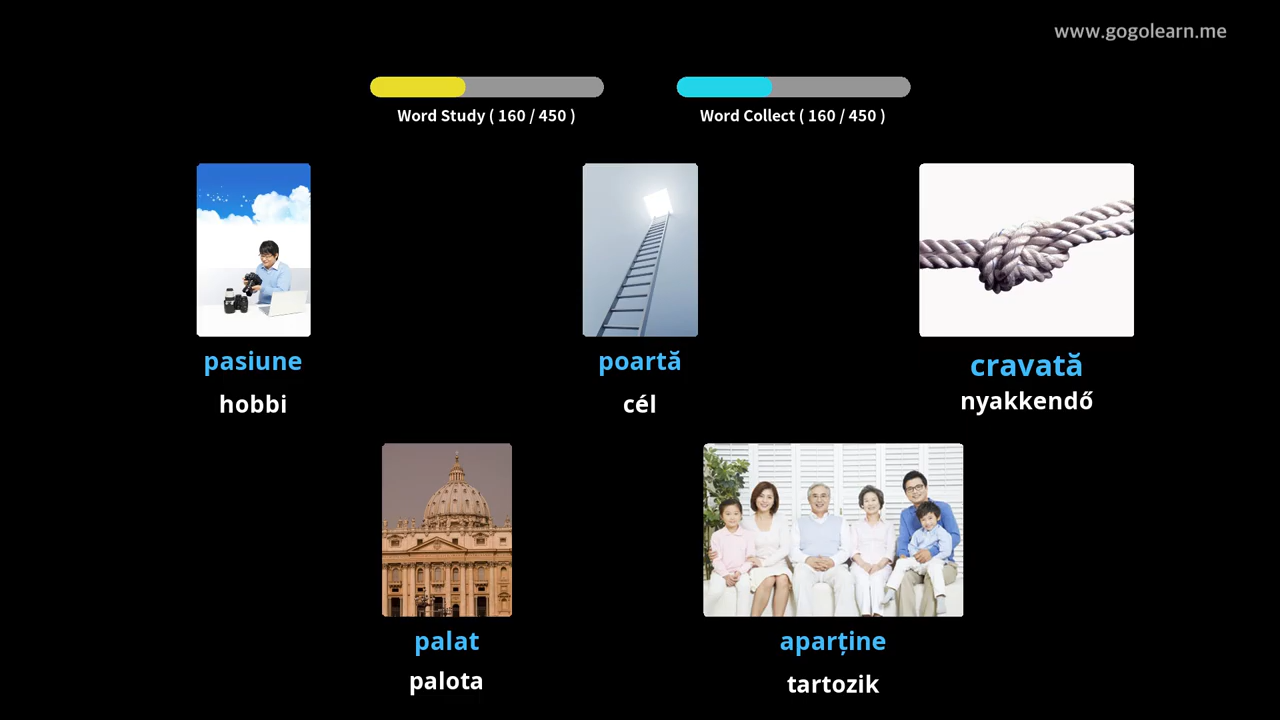 www.gogolearn.me
Word Study ( 160 / 450 )
Word Collect ( 160 / 450 )
pasiune
hobbi
poartă
cél
cravată
nyakkendő
palat
palota
aparține
tartozik